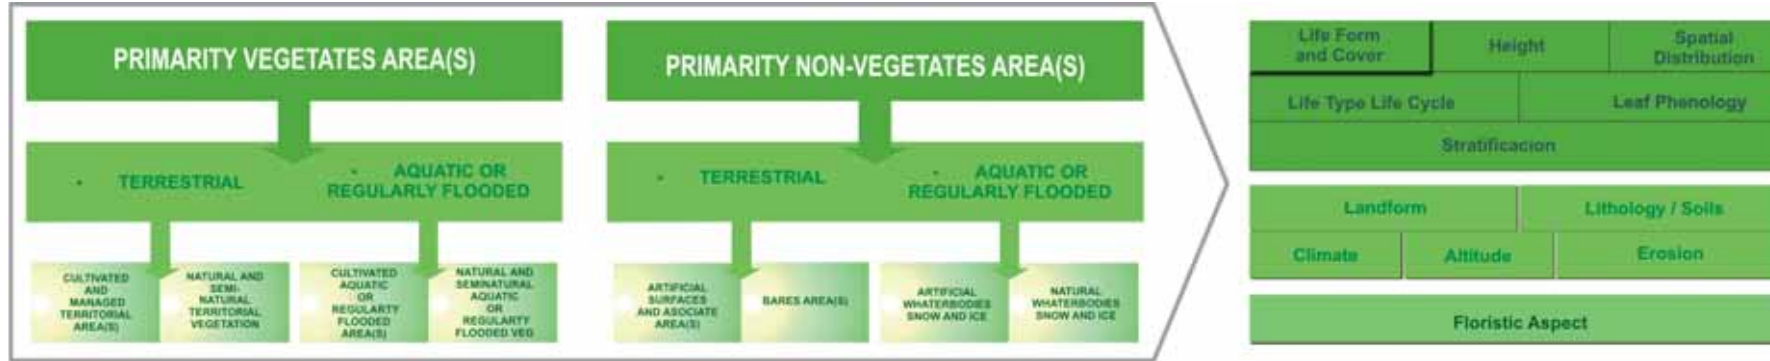 PRIMARITY VEGETATES AREA(S)
TERRESTRIAL
AQUATIC OR
REGULARLY FLOODED
CULTIVATED
AND
MANAGED
TERRITORIAL
AREA(S)
NATURAL AND
SEMI-
NATURAL
TERRITORIAL
VEGETATION
CULTIVATED
AQUATIC
OR
REGULARTY
FLOODED
AREA(S)
NATURAL AND
SEMINATURAL
AQUATIC
OR
REGULARTY
FLOODED VEG
PRIMARITY NON-VEGETATES AREA(S)
TERRESTRIAL
AQUATIC OR
REGULARLY FLOODED
ARTIFICIAL
SURFACES
AND ASOCIATE
AREA(S)
BARES AREA(S)
ARTIFICIAL
WHATERBODIES
SNOW AND ICE
NATURAL
WHATERBODIES
SNOW AND ICE
Life Form
and Cover
Height
Spatial
Distribution
Life Type Life Cycle
Leaf Phenology
Stratificacion
Landform
Lithology / Soils
Climate
Altitude
Erosion
Floristic Aspect